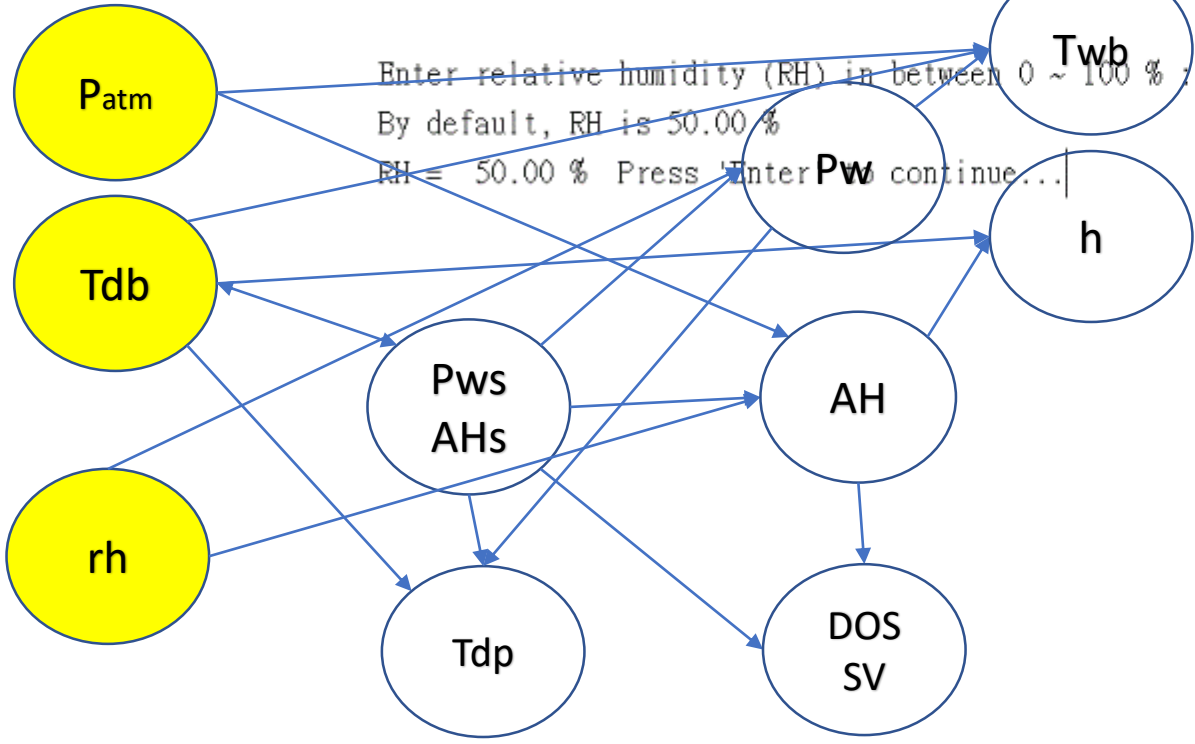 Twb
Enter relative humidity (RH) in between 0 ~ 100 % :
Patm
By default, RH is 50.00 %
RH =  50.00 %  Press 'Enter' to continue...
Pw
h
Tdb
Pws
AHs
AH
rh
Tdp
DOS
SV